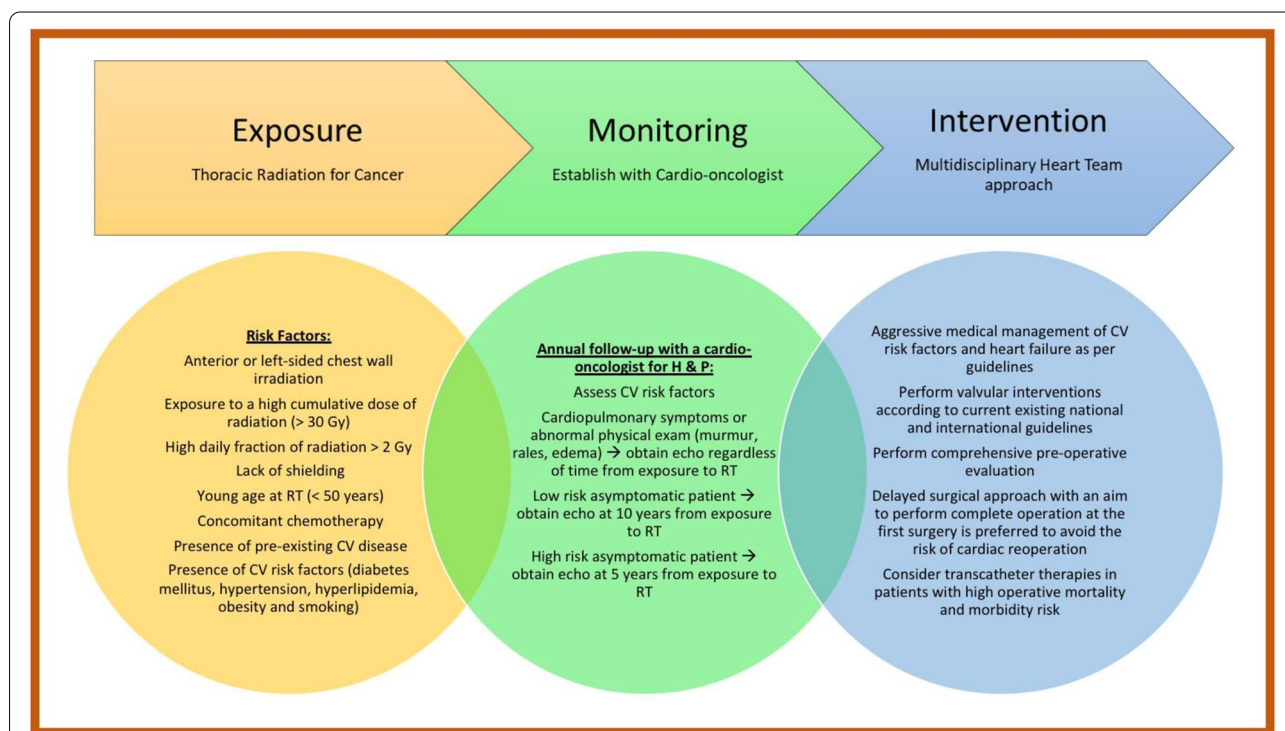 Exposure
Thoracic Radiation for Cancer
Monitoring
Establish with Cardio-oncologist
Intervention
Multidisciplinary Heart Team
approach
Risk Factors:
Anterior or left-sided chest wall
irradiation
Exposure to a high cumulative dose of
radiation (> 30 Gy)
High daily fraction of radiation > 2 Gy
Lack of shielding
Young age at RT (< 50 years)
Concomitant chemotherapy
Presence of pre-existing CV disease
Presence of CV risk factors (diabetes
mellitus, hypertension, hyperlipidemia,
obesity and smoking)
Annual follow-up with a cardio-
oncologist for H & P:
Assess CV risk factors
Cardiopulmonary symptoms or
abnormal physical exam (murmur,
rales, edema) → obtain echo regardless
of time from exposure to RT
Low risk asymptomatic patient →
obtain echo at 10 years from exposure
to RT
High risk asymptomatic patient →
obtain echo at 5 years from exposure to
RT
Aggressive medical management of CV
risk factors and heart failure as per
guidelines
Perform valvular interventions
according to current existing national
and international guidelines
Perform comprehensive pre-operative
evaluation
Delayed surgical approach with an aim
to perform complete operation at the
first surgery is preferred to avoid the
risk of cardiac reoperation
Consider transcatheter therapies in
patients with high operative mortality
and morbidity risk